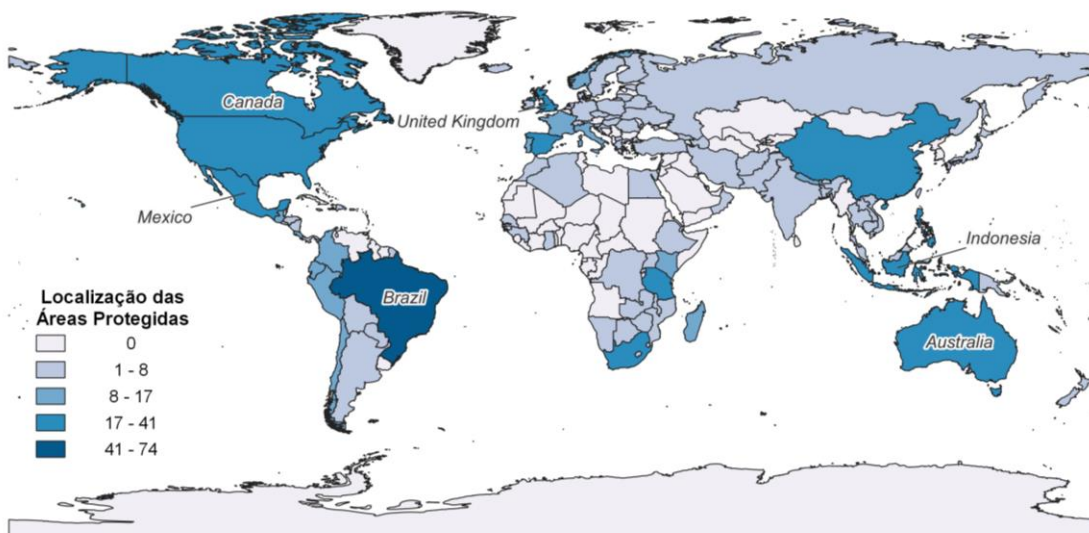 Canada
United Kingdom
Mexico
Indonesia
Brazil
Australia
Localização das
Áreas Protegidas
0
1 - 8
8 - 17
17 - 41
41 - 74